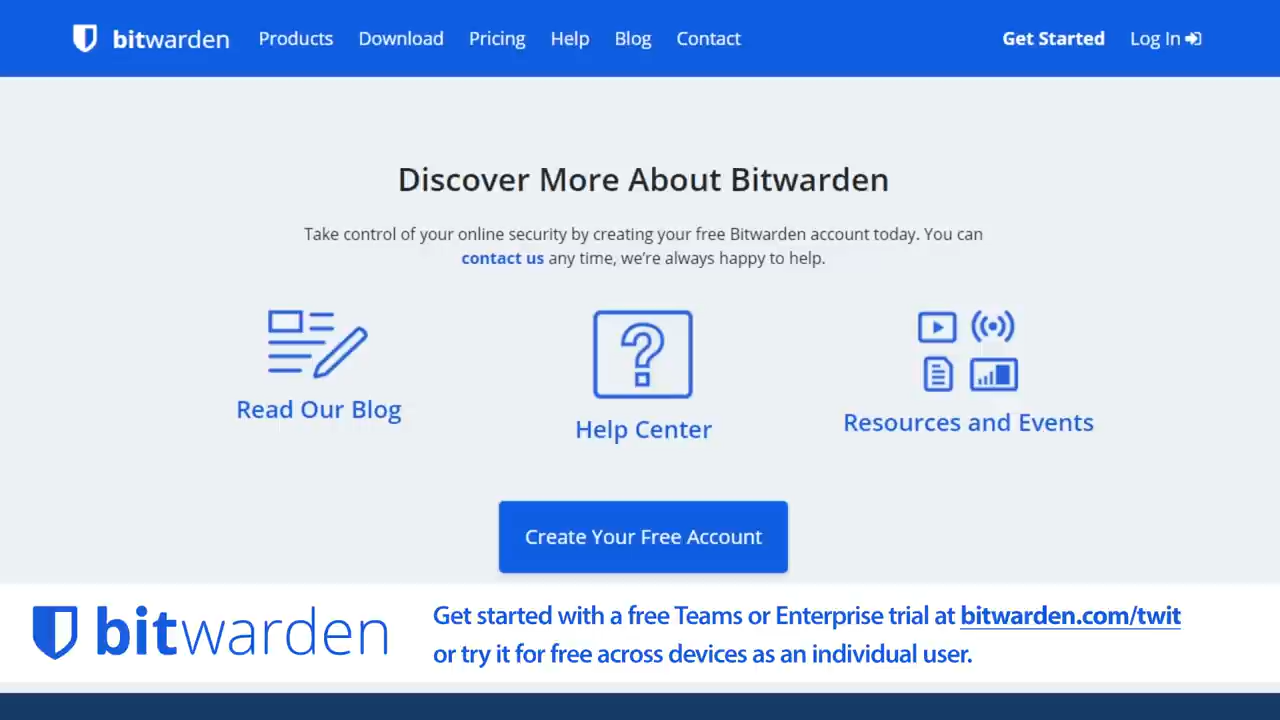 bitwarden Products Download Pricing Help Blog Contact Get Started Log In
Discover More About Bitwarden
Take control of your online security by creating your free Bitwarden account today. You can
contact us any time, we're always happy to help.
Read Our Blog
Help Center
Resources and Events
Create Your Free Account
bitwarden
Get started with a free Teams or Enterprise trial at bitwarden.com/twit
or try it for free across devices as an individual user.